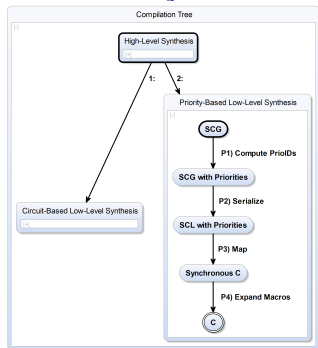 Compilation Tree
[-]
High-Level Synthesis
[+]
1:
2:
Priority-Based Low-Level Synthesis
[-]
SCG
P1) Compute PrioIDs
SCG with Priorities
P2) Serialize
Circuit-Based Low-Level Synthesis
[+]
SCL with Priorities
P3) Map
Synchronous C
P4) Expand Macros
C